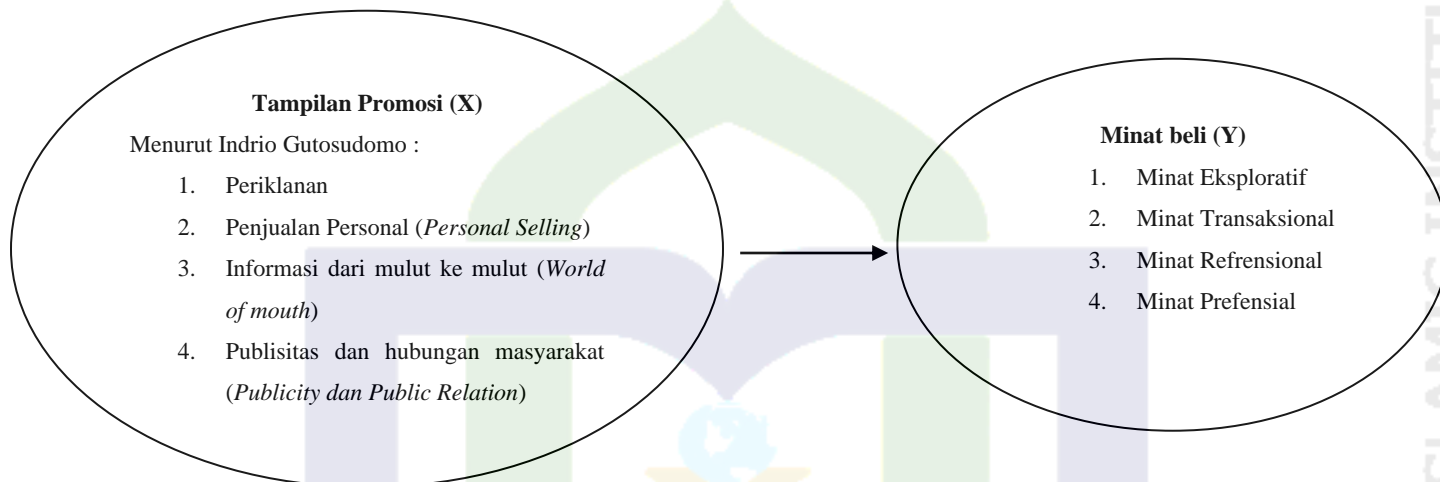 Tampilan Promosi (X)
Menurut Indrio Gutosudomo :
1. Periklanan
2. Penjualan Personal (Personal Selling)
3. Informasi dari mulut ke mulut (World
of mouth)
4. Publisitas dan hubungan masyarakat
(Publicity dan Public Relation)
Minat beli (Y)
1. Minat Eksploratif
2. Minat Transaksional
3. Minat Refrensional
4. Minat Prefensial